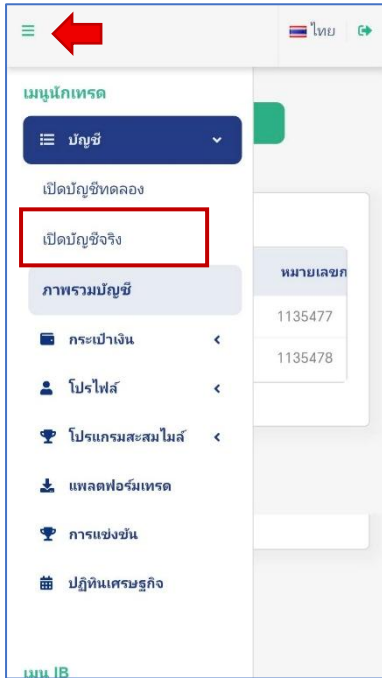 ไทย
เมนูนักเทรด
บัญชี
เปิดบัญชีทดลอง
เปิดบัญชีจริง
ภาพรวมบัญชี
หมายเลขก
1135477
กระเป๋าเงิน
1135478
โปรไฟล์
โปรแกรมสะสมไมล์
แพลตฟอร์มเทรด
การแข่งขัน
ปฏิทินเศรษฐกิจ
เมนู IB